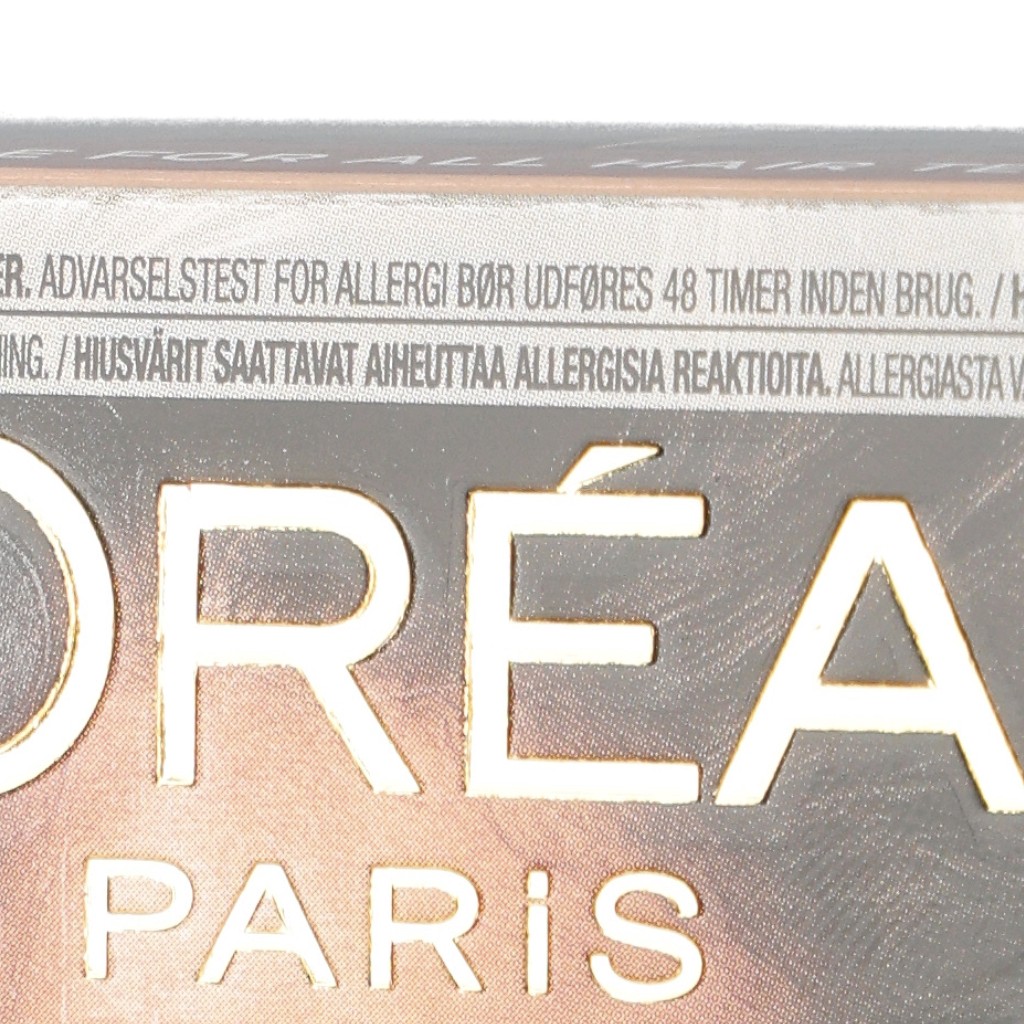 FOR ALL HAIR
ER. ADVARSELSTEST FOR ALLERGI BØR UDFØRES 48 TIMER INDEN BRUG. / H
NING. / HIUSVÄRIT SAATTAVAT AIHEUTTAA ALLERGISIA REAKTIOITA. ALLERGIASTA
ORÉA
PARiS